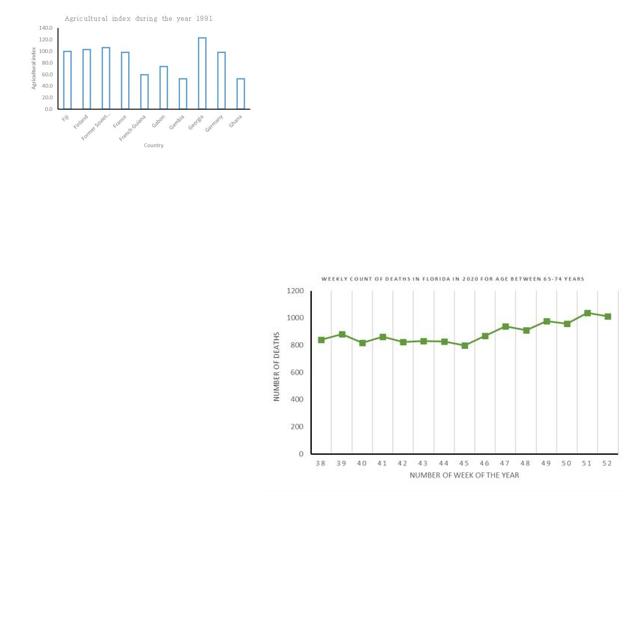 Agricultural index during the year 1991
Agricultural index
140.0
120.0
100.0
80.0
60.0
40.0
20.0
0.0
Fiji
Finland
Former Soviet...
France
French Guiana
Gabon
Gambia
Georgia
Germany
Ghana
Country
WEEKLY COUNT OF DEATHS IN FLORIDA IN 2020 FOR AGE BETWEEN 65-74 YEARS
NUMBER OF DEATHS
1200
1000
800
600
400
200
0
38 39 40 41 42 43 44 45 46 47 48 49 50 51 52
NUMBER OF WEEK OF THE YEAR